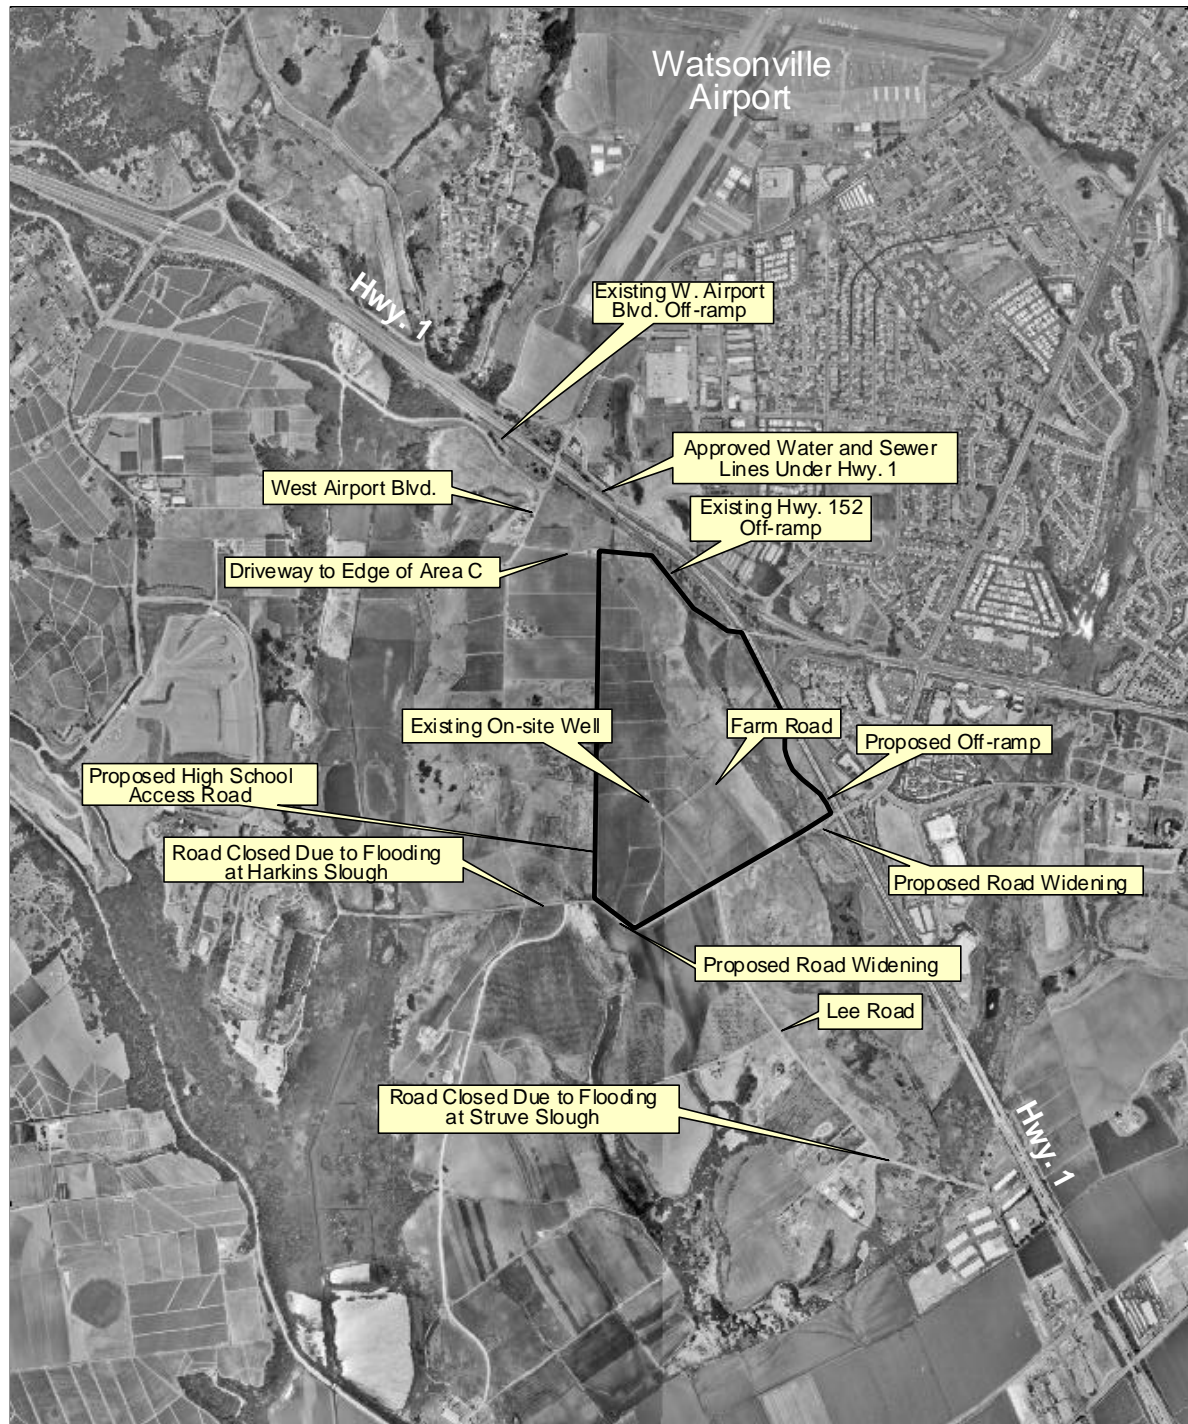 Watsonville
Airport
Hwy. 1
Existing W. Airport
Blvd. Off-ramp
Approved Water and Sewer
Lines Under Hwy. 1
West Airport Blvd.
Existing Hwy. 152
Off-ramp
Driveway to Edge of Area C
Existing On-site Well
Farm Road
Proposed Off-ramp
Proposed High School
Access Road
Road Closed Due to Flooding
at Harkins Slough
Proposed Road Widening
Proposed Road Widening
Lee Road
Road Closed Due to Flooding
at Struve Slough
Hwy. 1